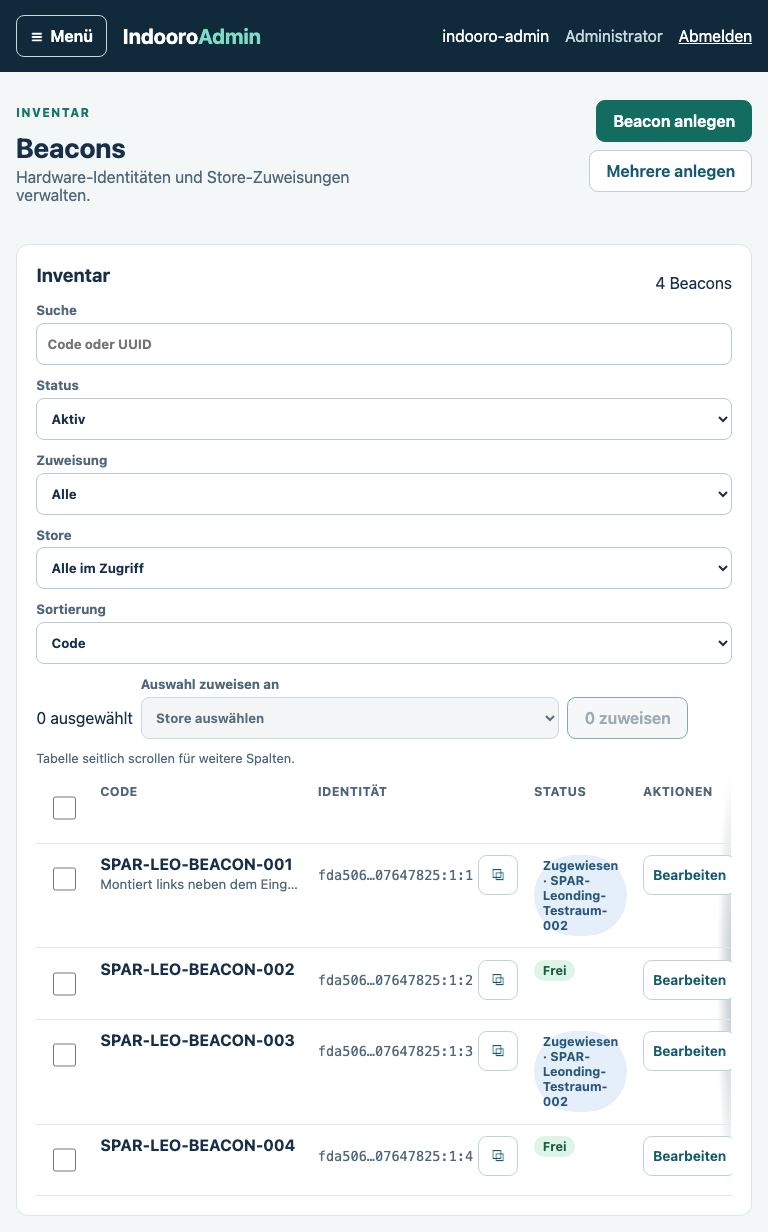 ≡ Menü
IndooroAdmin
indooro-admin
Administrator
Abmelden
INVENTAR
Beacons
Hardware-Identitäten und Store-Zuweisungen
verwalten.
Beacon anlegen
Mehrere anlegen
Inventar
4 Beacons
Suche
Code oder UUID
Status
Aktiv
Zuweisung
Alle
Store
Alle im Zugriff
Sortierung
Code
Auswahl zuweisen an
0 ausgewählt
Store auswählen
0 zuweisen
Tabelle seitlich scrollen für weitere Spalten.
CODE IDENTITÄT STATUS AKTIONEN
SPAR-LEO-BEACON-001
Montiert links neben dem Eing…
fda506…07647825:1:1
Zugewiesen
· SPAR-
Leonding-
Testraum-
002
Bearbeiten
SPAR-LEO-BEACON-002
fda506…07647825:1:2
Frei
Bearbeiten
SPAR-LEO-BEACON-003
fda506…07647825:1:3
Zugewiesen
· SPAR-
Leonding-
Testraum-
002
Bearbeiten
SPAR-LEO-BEACON-004
fda506…07647825:1:4
Frei
Bearbeiten